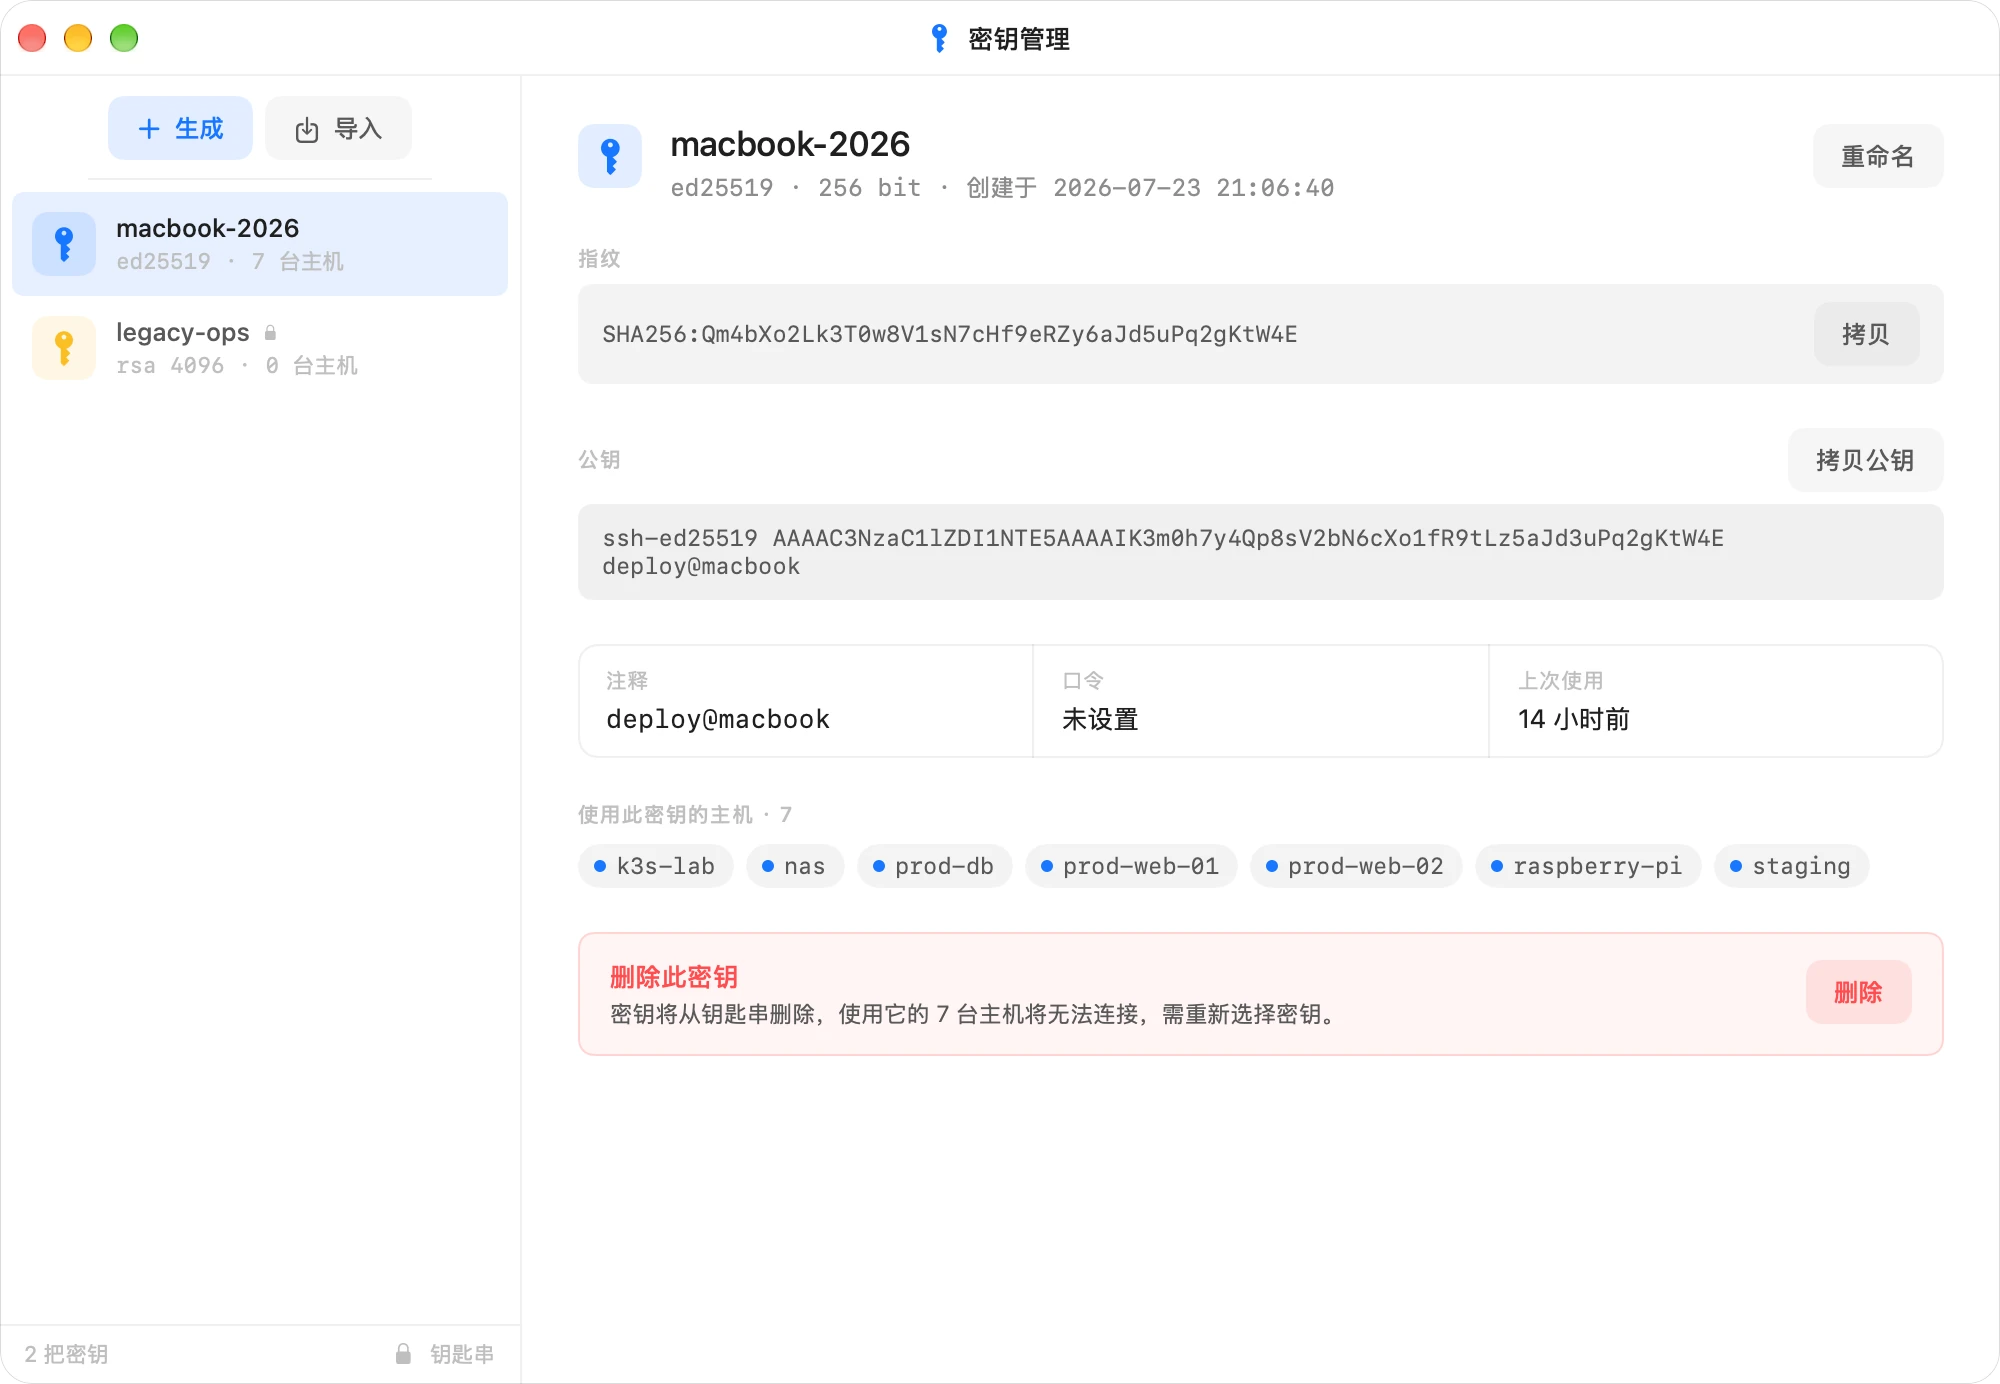 密钥管理
生成
导入
macbook-2026
ed25519 · 7 台主机
legacy-ops
rsa 4096 · 0 台主机
2 把密钥
钥匙串
macbook-2026
ed25519 · 256 bit · 创建于 2026-07-23 21:06:40
重命名
指纹
SHA256:Qm4bXo2Lk3T0w8V1sN7cHf9eRZy6aJd5uPq2gKtW4E
拷贝
公钥
拷贝公钥
ssh-ed25519 AAAAC3NzaC1lZDI1NTE5AAAAIK3m0h7y4Qp8sV2bN6cXo1fR9tLz5aJd3uPq2gKtW4E
deploy@macbook
注释
deploy@macbook
口令
未设置
上次使用
14 小时前
使用此密钥的主机 · 7
k3s-lab
nas
prod-db
prod-web-01
prod-web-02
raspberry-pi
staging
删除此密钥
密钥将从钥匙串删除，使用它的 7 台主机将无法连接，需重新选择密钥。
删除